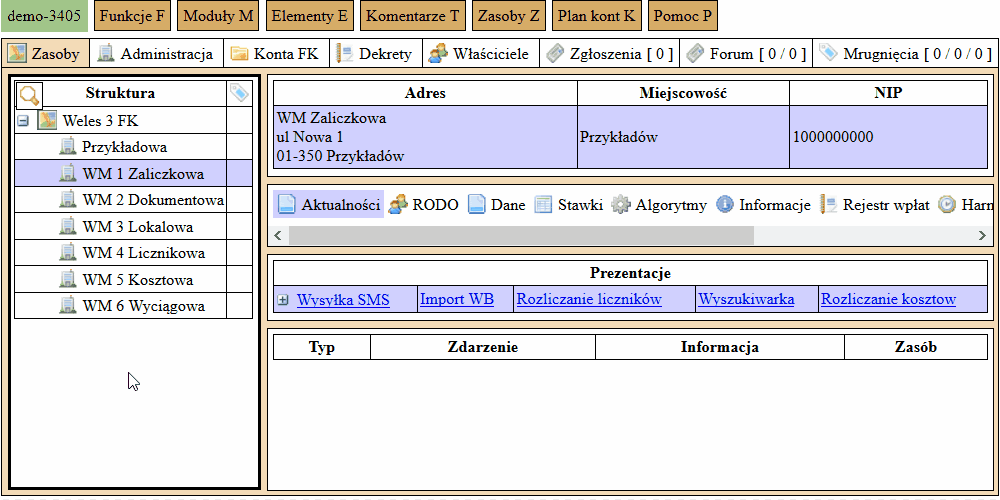 demo-3405 Funkcje F Moduły M Elementy E Komentarze T Zasoby Z Plan kont K Pomoc P
Zasoby Administracja Konta FK Dekrety Właściciele Zgłoszenia [ 0 ] Forum [ 0 / 0 ] Mrugnięcia [ 0 / 0 / 0 ]
Struktura
Weles 3 FK
Przykładowa
WM 1 Zaliczkowa
WM 2 Dokumentowa
WM 3 Lokalowa
WM 4 Licznikowa
WM 5 Kosztowa
WM 6 Wyciągowa
Adres Miejscowość NIP
WM Zaliczkowa
ul Nowa 1
01-350 Przykładów
Przykładów
1000000000
Aktualności RODO Dane Stawki Algorytmy Informacje Rejestr wpłat Harn
Prezentacje
Wysyłka SMS Import WB Rozliczanie liczników Wyszukiwarka Rozliczanie kosztow
Typ Zdarzenie Informacja Zasób